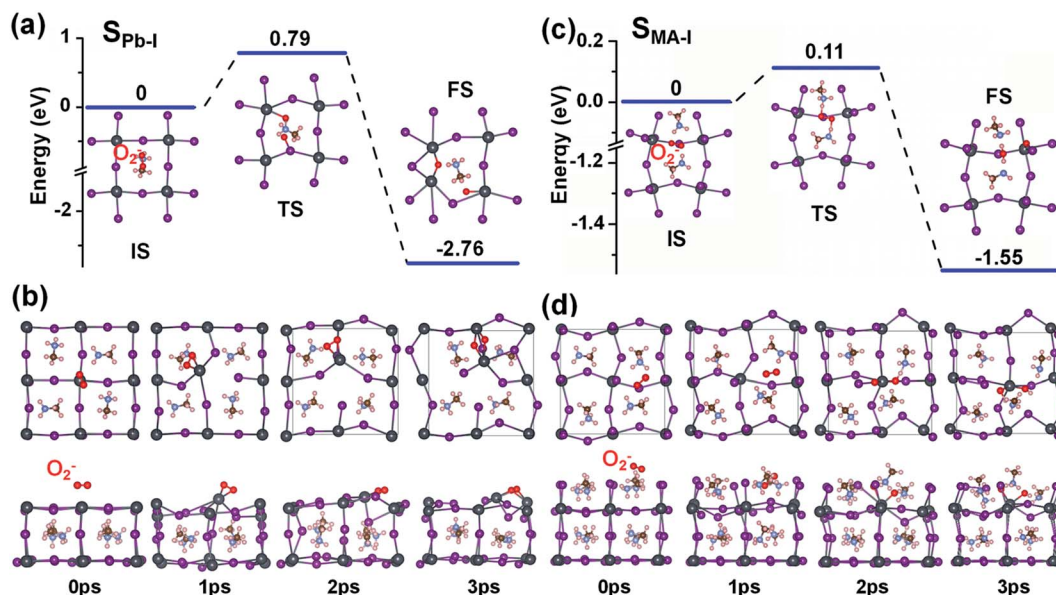 (a)
S_Pb-I
Energy (eV)
1
0
-2
0
0.79
-2.76
O₂⁻
IS
TS
FS
(c)
S_MA-I
Energy (eV)
0.2
0.0
-1.2
-1.4
0
0.11
-1.55
O₂⁻
IS
TS
FS
(b)
O₂⁻
0ps
1ps
2ps
3ps
(d)
O₂⁻
0ps
1ps
2ps
3ps